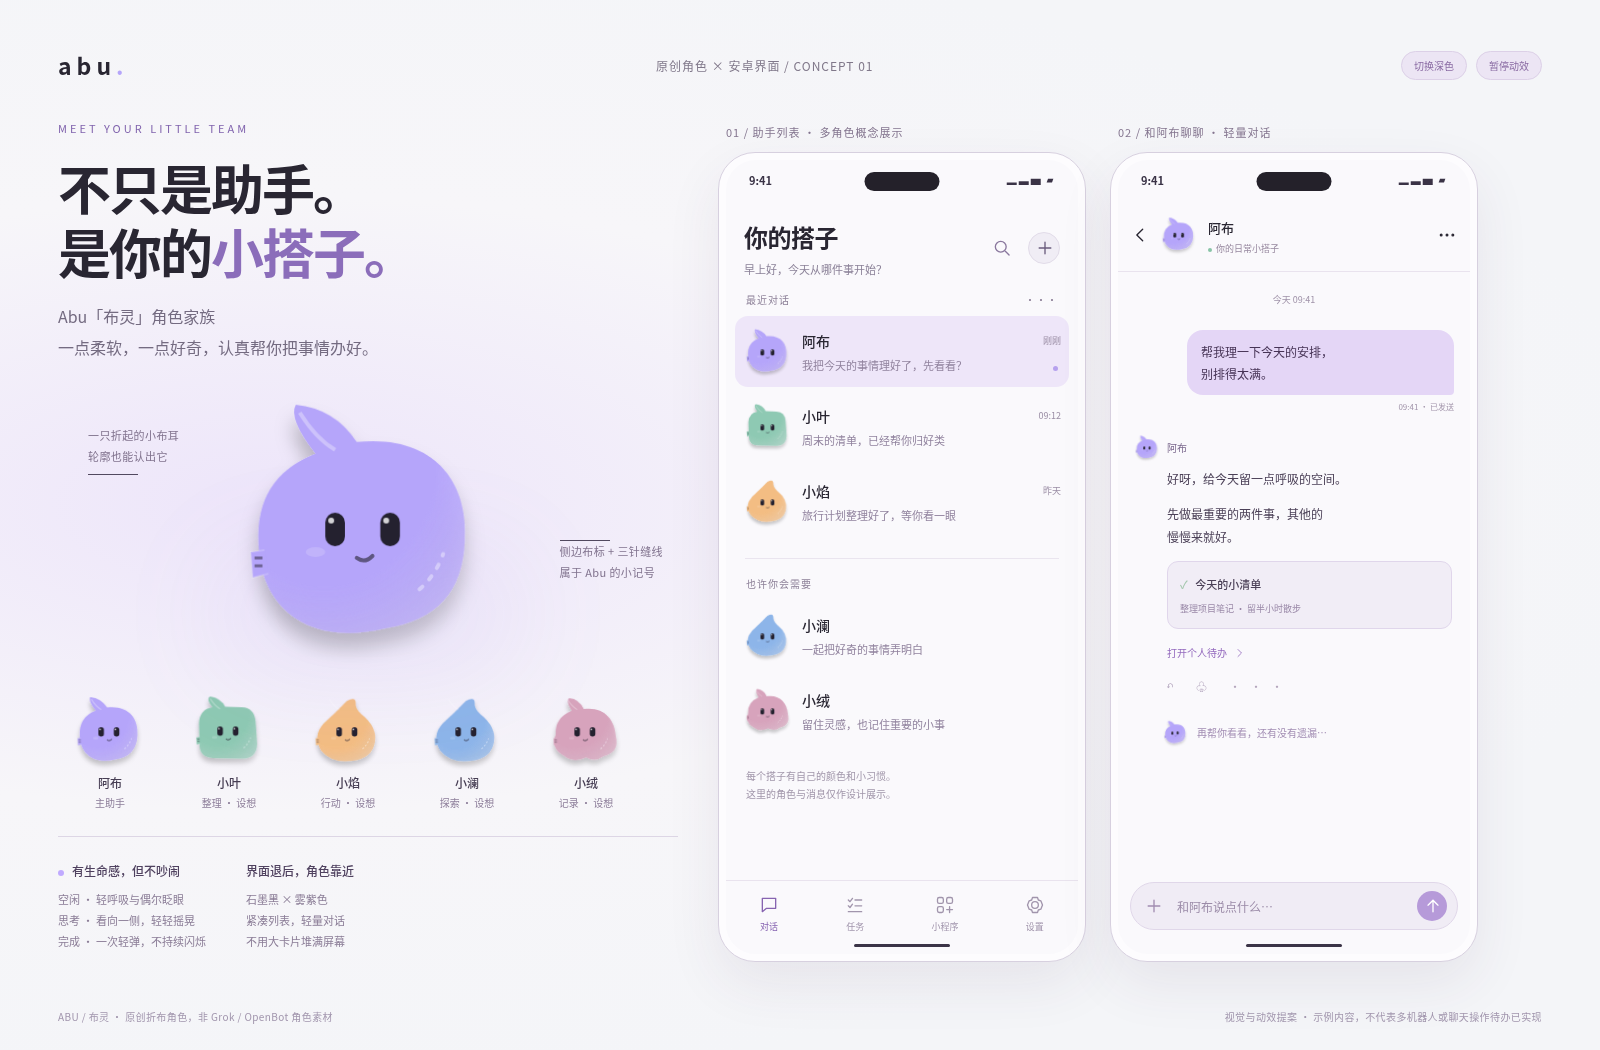 abu.
原创角色 × 安卓界面 / CONCEPT 01
切换深色
暂停动效
MEET YOUR LITTLE TEAM
不只是助手。
是你的小搭子。
Abu「布灵」角色家族
一点柔软，一点好奇，认真帮你把事情办好。
一只折起的小布耳
轮廓也能认出它
侧边布标 + 三针缝线
属于 Abu 的小记号
阿布
主助手
小叶
整理 · 设想
小焰
行动 · 设想
小澜
探索 · 设想
小绒
记录 · 设想
有生命感，但不吵闹
空闲 · 轻呼吸与偶尔眨眼
思考 · 看向一侧，轻轻摇晃
完成 · 一次轻弹，不持续闪烁
界面退后，角色靠近
石墨黑 × 雾紫色
紧凑列表，轻量对话
不用大卡片堆满屏幕
01 / 助手列表 · 多角色概念展示
9:41
你的搭子
早上好，今天从哪件事开始？
最近对话
阿布
刚刚
我把今天的事情理好了，先看看？
小叶
09:12
周末的清单，已经帮你归好类
小焰
昨天
旅行计划整理好了，等你看一眼
也许你会需要
小澜
一起把好奇的事情弄明白
小绒
留住灵感，也记住重要的小事
每个搭子有自己的颜色和小习惯。
这里的角色与消息仅作设计展示。
对话
任务
小程序
设置
02 / 和阿布聊聊 · 轻量对话
9:41
阿布
你的日常小搭子
今天 09:41
帮我理一下今天的安排，
别排得太满。
09:41 · 已发送
阿布
好呀，给今天留一点呼吸的空间。
先做最重要的两件事，其他的
慢慢来就好。
✓ 今天的小清单
整理项目笔记 · 留半小时散步
打开个人待办
再帮你看看，还有没有遗漏…
和阿布说点什么…
ABU / 布灵 · 原创折布角色，非 Grok / OpenBot 角色素材
视觉与动效提案 · 示例内容，不代表多机器人或聊天操作待办已实现